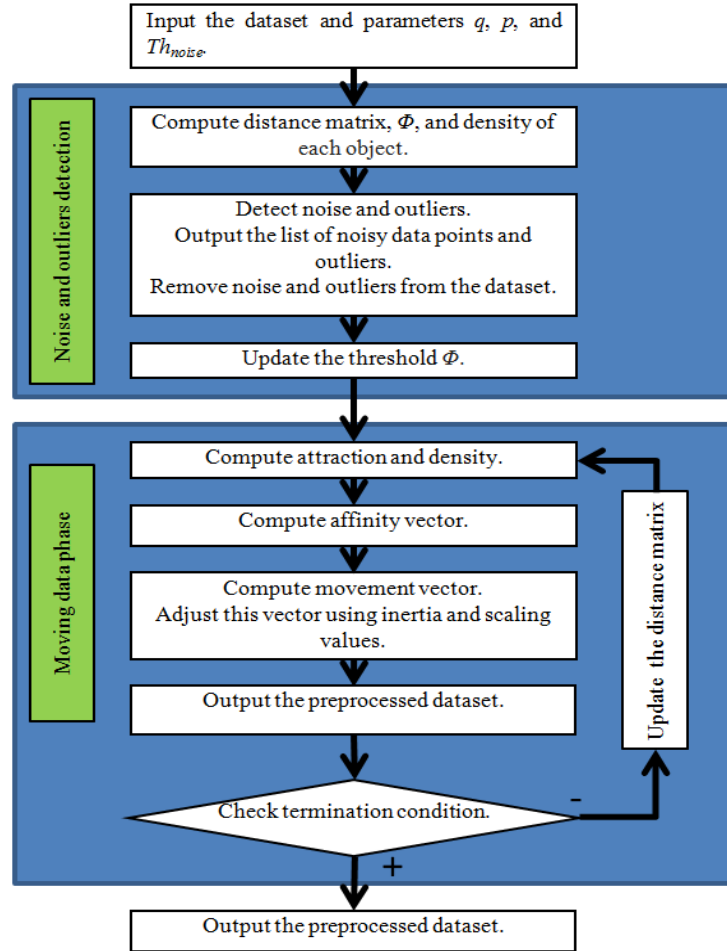 Input the dataset and parameters q, p, and
Th_noise.
Noise and outliers detection
Compute distance matrix, Φ, and density of
each object.
Detect noise and outliers.
Output the list of noisy data points and
outliers.
Remove noise and outliers from the dataset.
Update the threshold Φ.
Moving data phase
Compute attraction and density.
Compute affinity vector.
Compute movement vector.
Adjust this vector using inertia and scaling
values.
Output the preprocessed dataset.
Update the distance matrix
Check termination condition.
-
+
Output the preprocessed dataset.